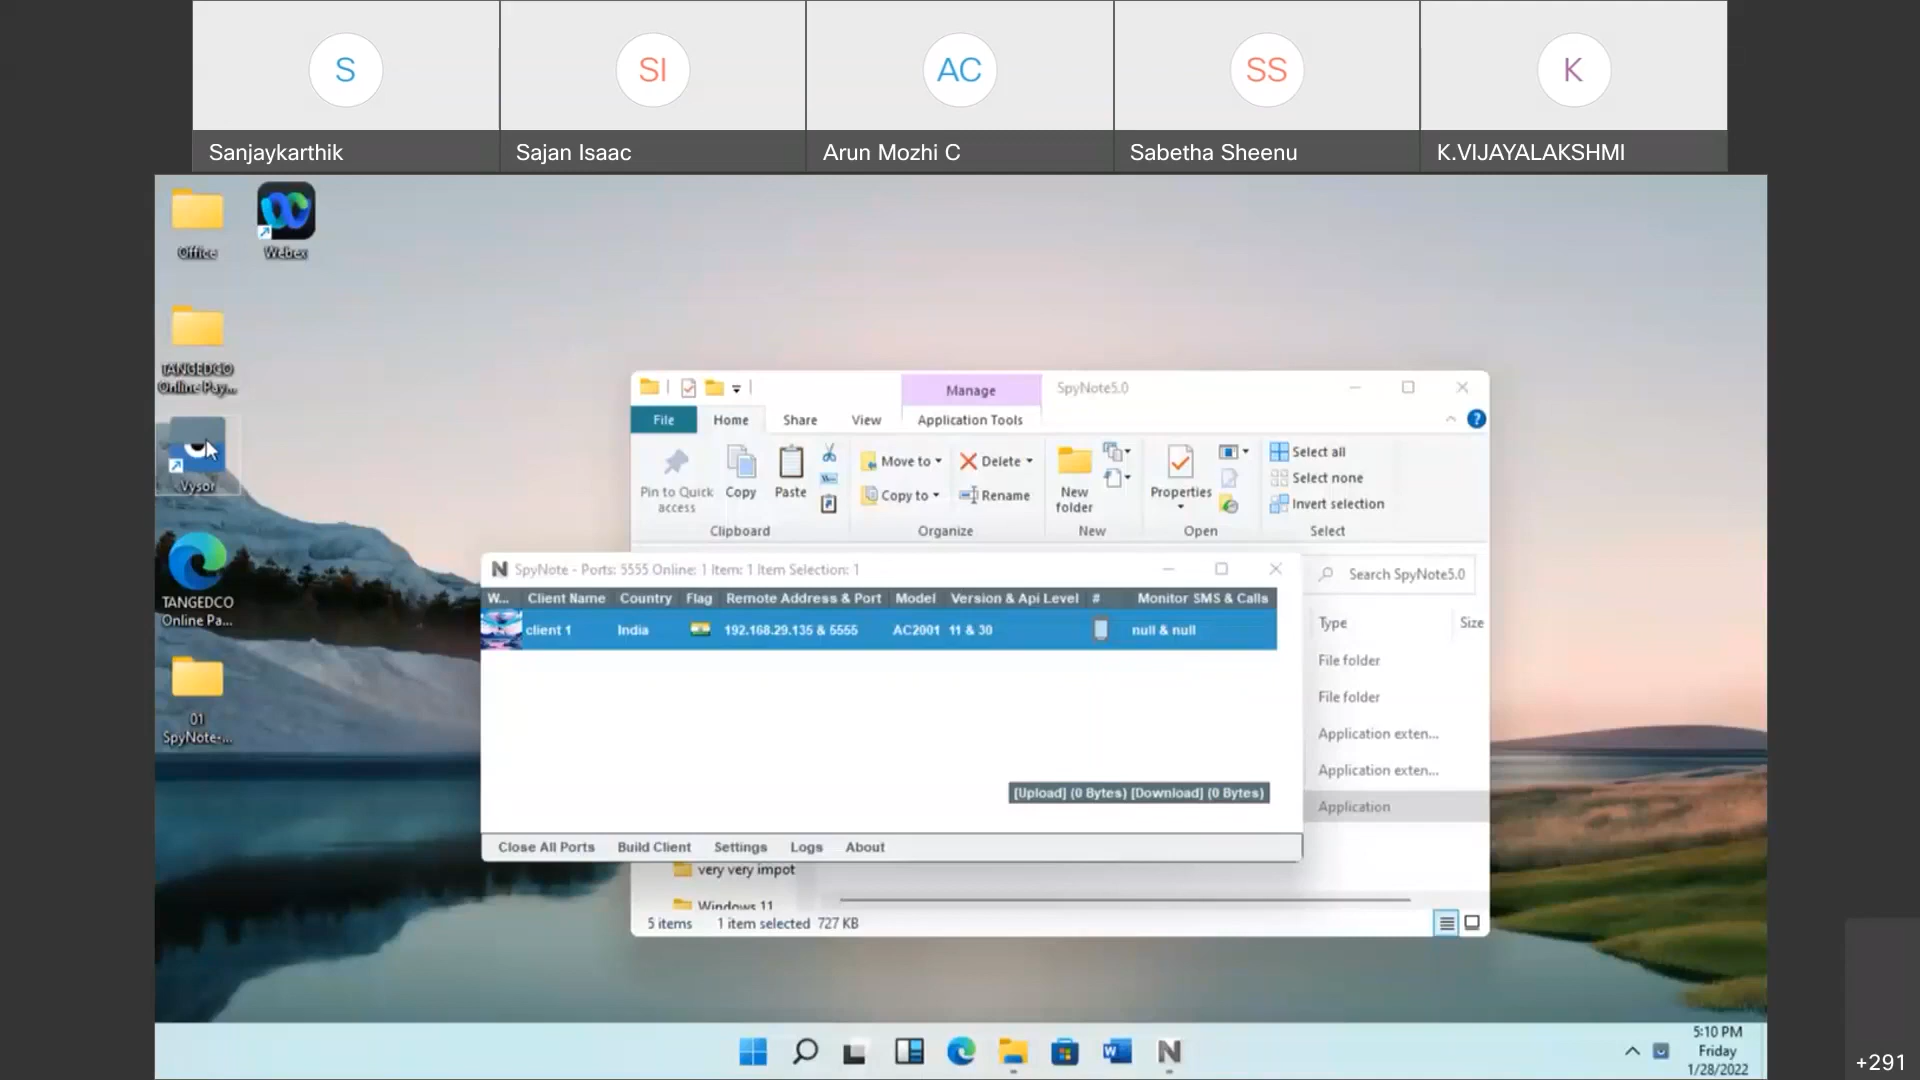 S
SI
AC
SS
K
Sanjaykarthik
Sajan Isaac
Arun Mozhi C
Sabetha Sheenu
K.VIJAYALAKSHMI
Office
Webex
TANGEDCO
Online Pay...
Vysor
TANGEDCO
Online Pa...
01
SpyNote-...
Manage
SpyNote5.0
File
Home
Share
View
Application Tools
Pin to Quick
access
Copy
Paste
Move to
Copy to
Delete
Rename
New
folder
Properties
Select all
Select none
Invert selection
Clipboard
Organize
New
Open
Select
Search SpyNote5.0
Type
Size
File folder
File folder
Application exten...
Application exten...
Application
N SpyNote - Ports: 5555 Online: 1 Item: 1 Item Selection: 1
W... Client Name Country Flag Remote Address & Port Model Version & Api Level # Monitor SMS & Calls
client 1 India 192.168.29.135 & 5555 AC2001 11 & 30 null & null
[Upload] (0 Bytes) [Download] (0 Bytes)
Close All Ports Build Client Settings Logs About
very very impot
Windows 11
5 items 1 item selected 727 KB
W
N
5:10 PM
Friday
1/28/2022
+291